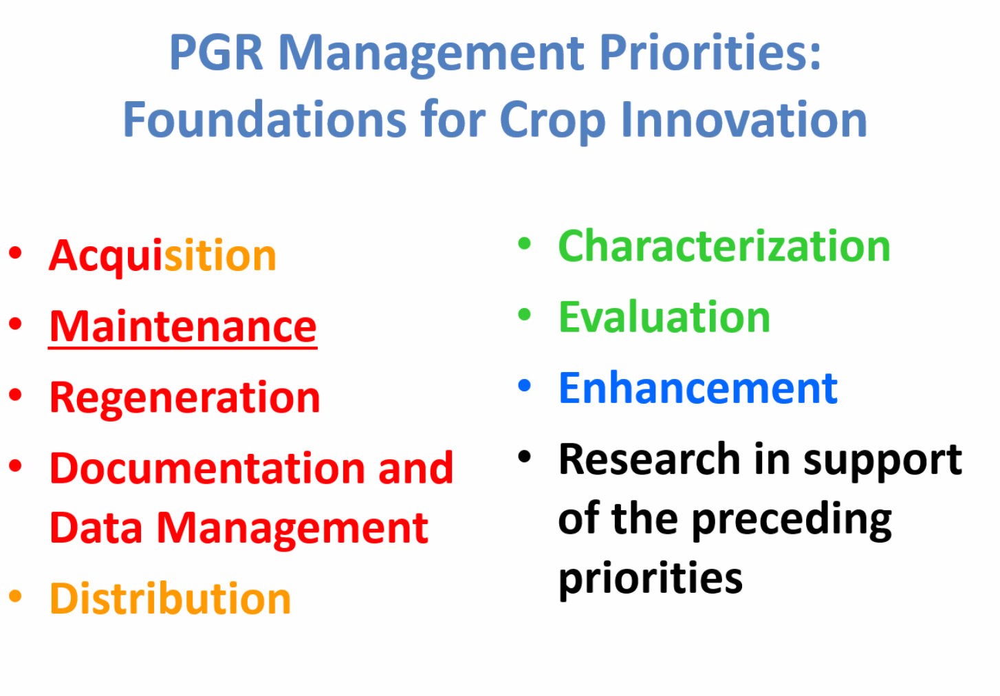 PGR Management Priorities:
Foundations for Crop Innovation
• Acquisition
• Maintenance
• Regeneration
• Documentation and
Data Management
• Distribution
• Characterization
• Evaluation
• Enhancement
• Research in support
of the preceding
priorities